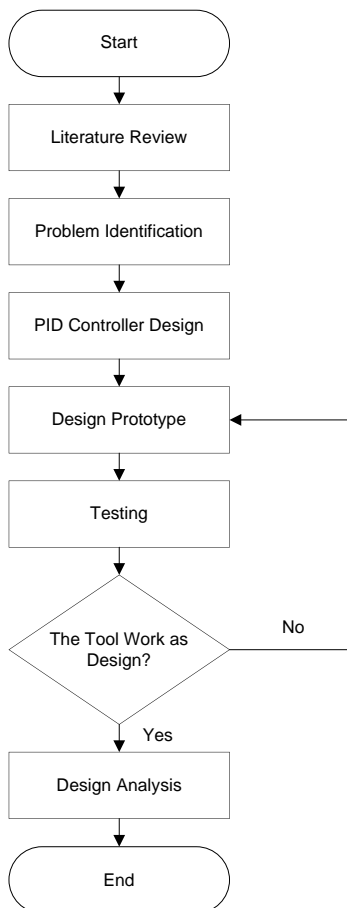 Start
Literature Review
Problem Identification
PID Controller Design
Design Prototype
Testing
The Tool Work as
Design?
No
Yes
Design Analysis
End